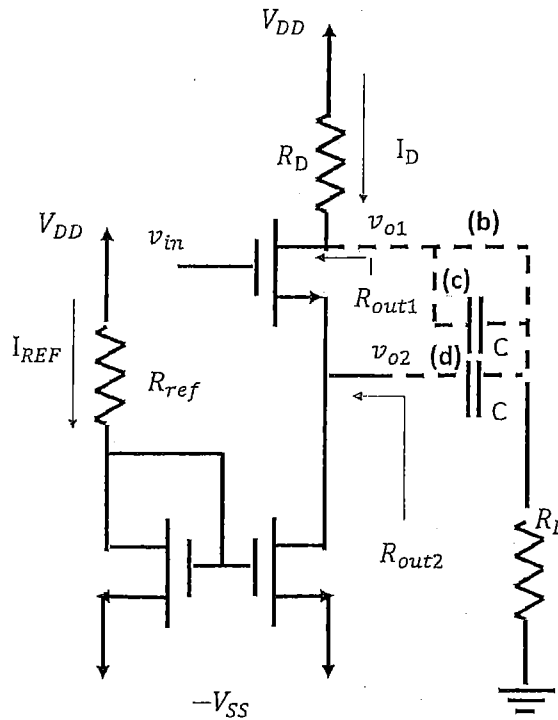 V_DD
R_D
I_D
V_DD
v_in
v_o1
(b)
(c)
R_out1
C
I_REF
R_ref
v_o2
(d)
C
R_out2
R_L
−V_SS